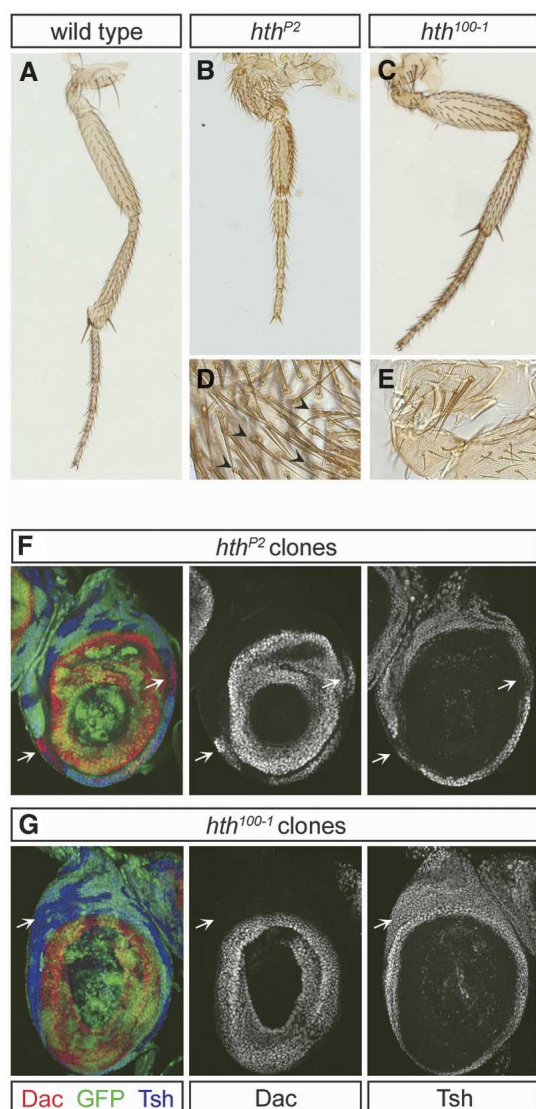 wild type
hth^P2
hth^100-1
A
B
C
D
E
F
hth^P2 clones
G
hth^100-1 clones
Dac GFP Tsh
Dac
Tsh